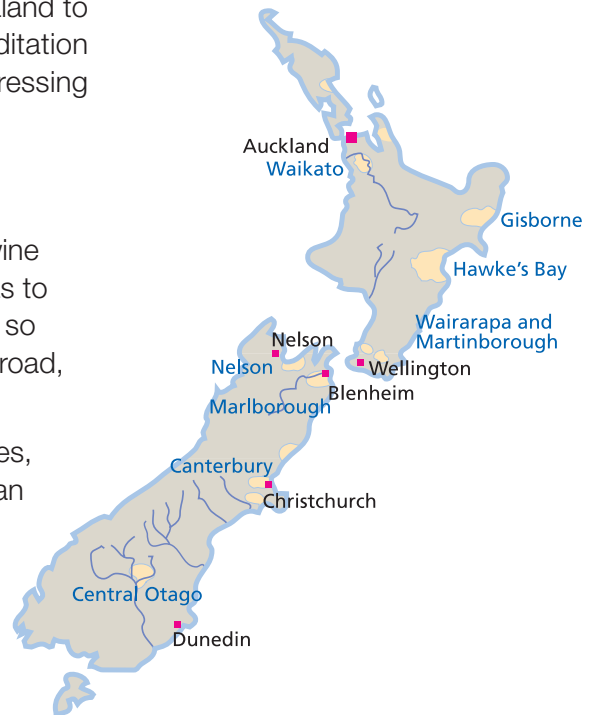 land to
ditation
ressing
vine
s to
so
road,
es,
an
Auckland
Waikato
Gisborne
Hawke's Bay
Wairarapa and
Martinborough
Nelson
Nelson
Wellington
Blenheim
Marlborough
Canterbury
Christchurch
Central Otago
Dunedin